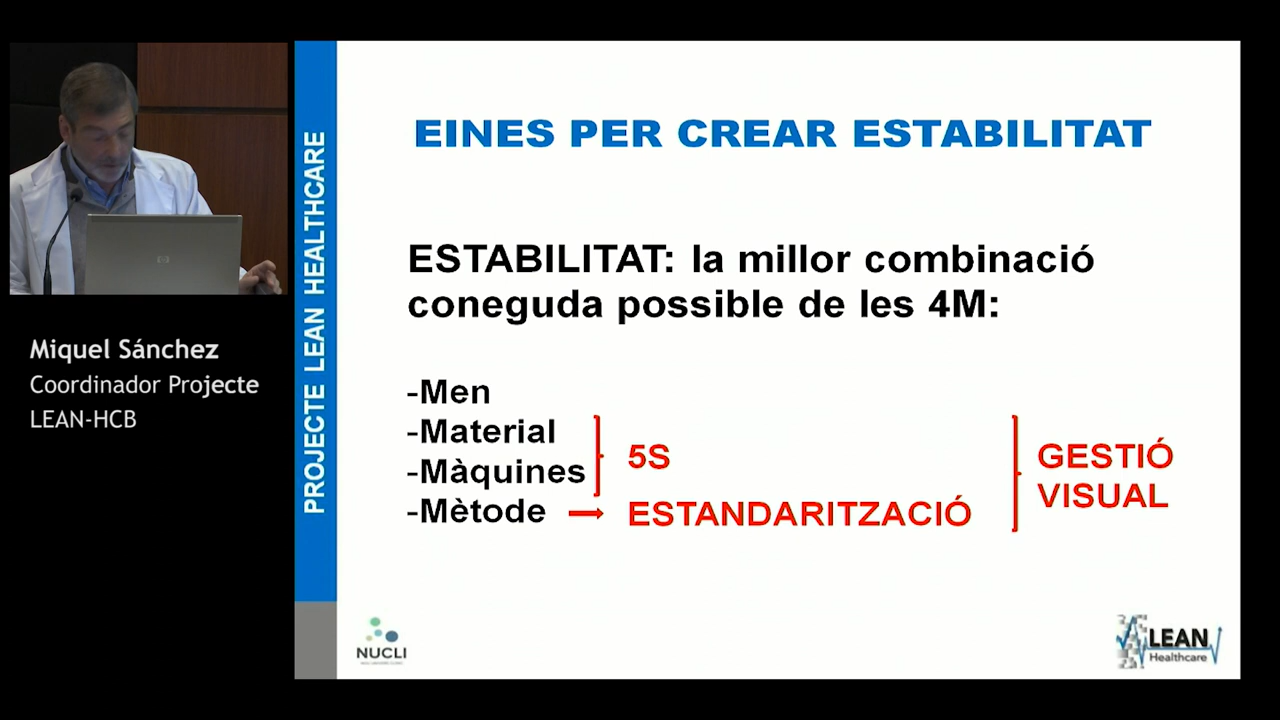 EINES PER CREAR ESTABILITAT
ESTABILITAT: la millor combinació
coneguda possible de les 4M:
-Men
-Material
-Màquines
-Mètode
5S
ESTANDARITZACIÓ
GESTIÓ
VISUAL
PROJECTE LEAN HEALTHCARE
Miquel Sánchez
Coordinador Projecte
LEAN-HCB
NUCLI
LEAN
Healthcare
hp